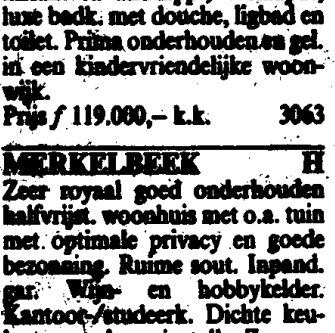 luxe badk. met douche, ligbad en
toilet. Prima onderhouden en gel.
in een kindervriendelijke woon-
wijk.
Prijs ƒ 119.000,– k.k. 3063
MERKELBEEK H
Zeer royaal goed onderhouden
halfvrijst. woonhuis met o.a. tuin
met optimale privacy en goede
bezonning. Ruime sout. Inpand.
gar. Wijn- en hobbykelder.
Kantoor-/studeerk. Dichte keu-